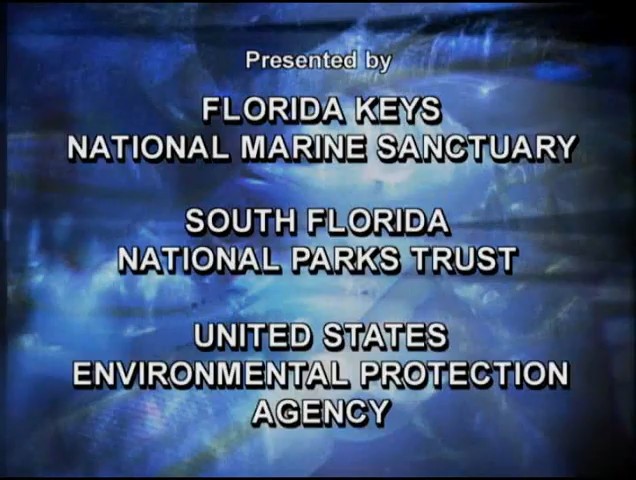 Presented by
FLORIDA KEYS
NATIONAL MARINE SANCTUARY
SOUTH FLORIDA
NATIONAL PARKS TRUST
UNITED STATES
ENVIRONMENTAL PROTECTION
AGENCY